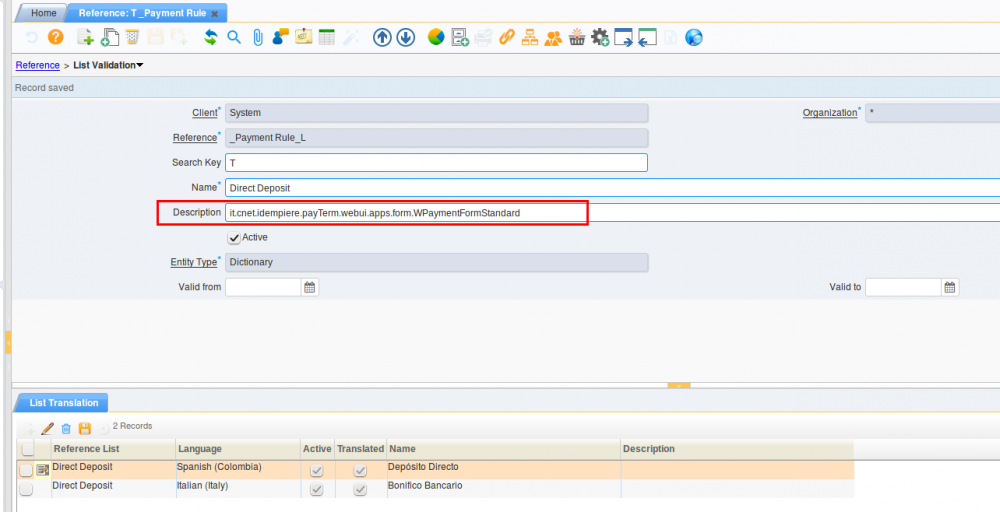 Home
Reference: T _Payment Rule
Reference > List Validation
Record saved
Client* System Organization* *
Reference* _Payment Rule_L
Search Key T
Name* Direct Deposit
Description it.cnet.idempiere.payTerm.webui.apps.form.WPaymentFormStandard
Active
Entity Type* Dictionary
Valid from Valid to
List Translation
2 Records
Reference List Language Active Translated Name Description
Direct Deposit Spanish (Colombia) Depósito Directo
Direct Deposit Italian (Italy) Bonifico Bancario